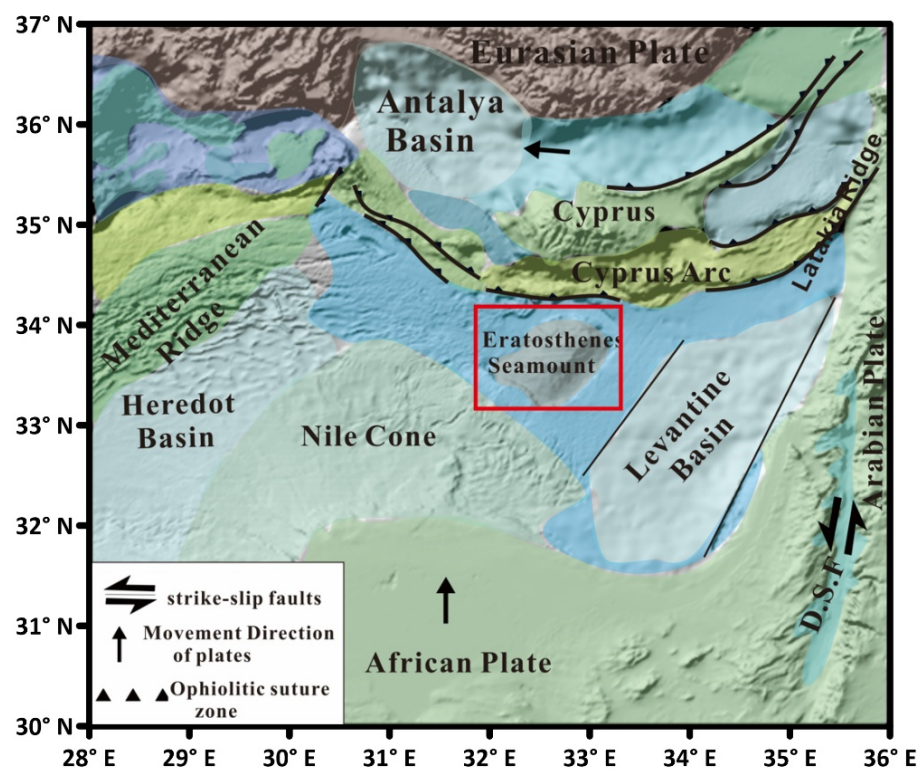 37° N
36° N
35° N
34° N
33° N
32° N
31° N
30° N
Eurasian Plate
Antalya
Basin
Cyprus
Cyprus Arc
Latakia Ridge
Mediterranean
Ridge
Eratosthenes
Seamount
Heredot
Basin
Nile Cone
Levantine
Basin
Arabian Plate
D.S.F
African Plate
strike-slip faults
Movement Direction
of plates
Ophiolitic suture
zone
28° E 29° E 30° E 31° E 32° E 33° E 34° E 35° E 36° E